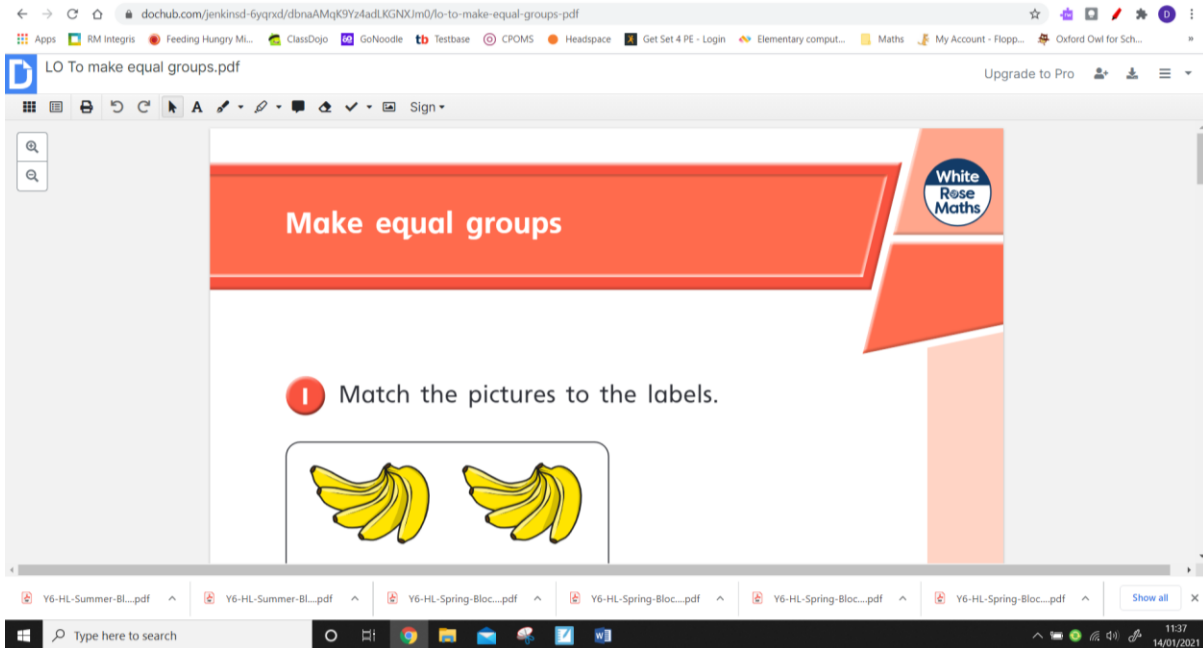 dochub.com/jenkinsd-6yqrxd/dbnaAMqK9Yz4adLKGNXJm0/lo-to-make-equal-groups-pdf
D
Apps RM Integris Feeding Hungry Mi... ClassDojo GoNoodle tb Testbase CPOMS Headspace Get Set 4 PE - Login Elementary comput... Maths My Account - Flopp... Oxford Owl for Sch... »
LO To make equal groups.pdf
Upgrade to Pro
A Sign
White
Rose
Maths
Make equal groups
1 Match the pictures to the labels.
Y6-HL-Summer-Bl....pdf Y6-HL-Summer-Bl....pdf Y6-HL-Spring-Bloc....pdf Y6-HL-Spring-Bloc....pdf Y6-HL-Spring-Bloc....pdf Y6-HL-Spring-Bloc....pdf Show all
Type here to search
11:37
14/01/2021